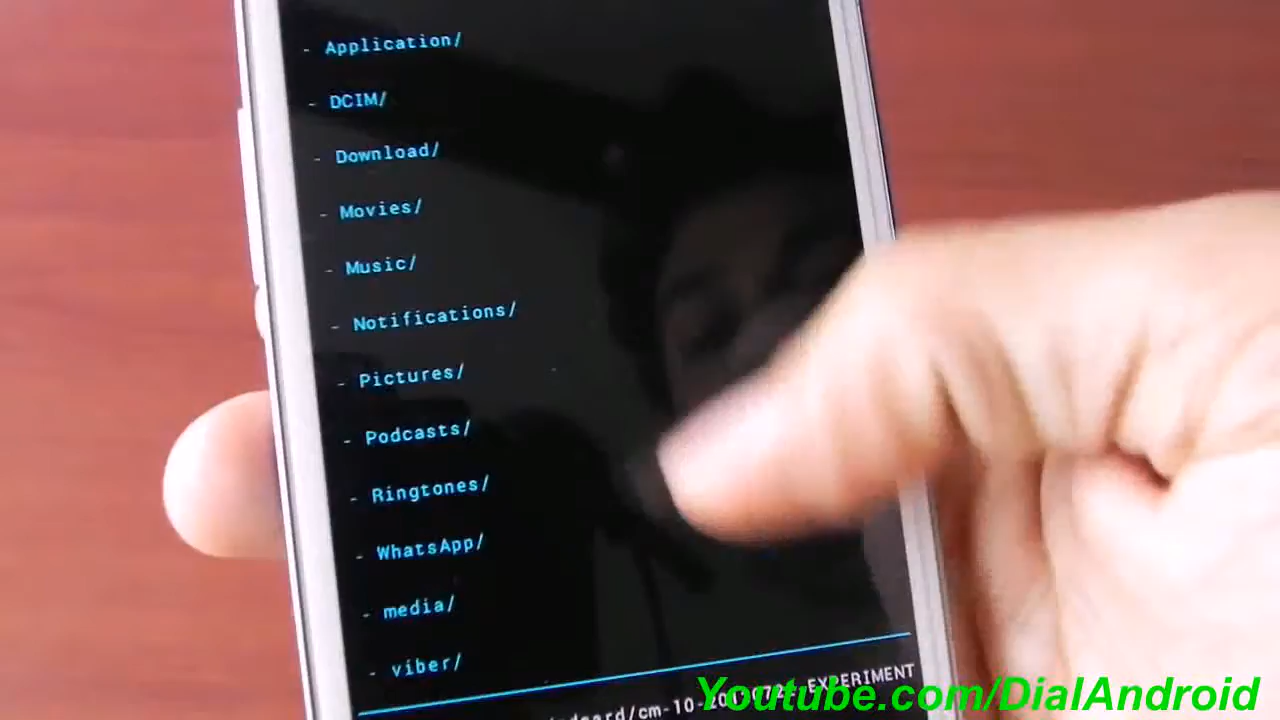 - Application/
- DCIM/
- Download/
- Movies/
- Music/
- Notifications/
- Pictures/
- Podcasts/
- Ringtones/
- WhatsApp/
- media/
- viber/
EXPERIMENT
Youtube.com/DialAndroid